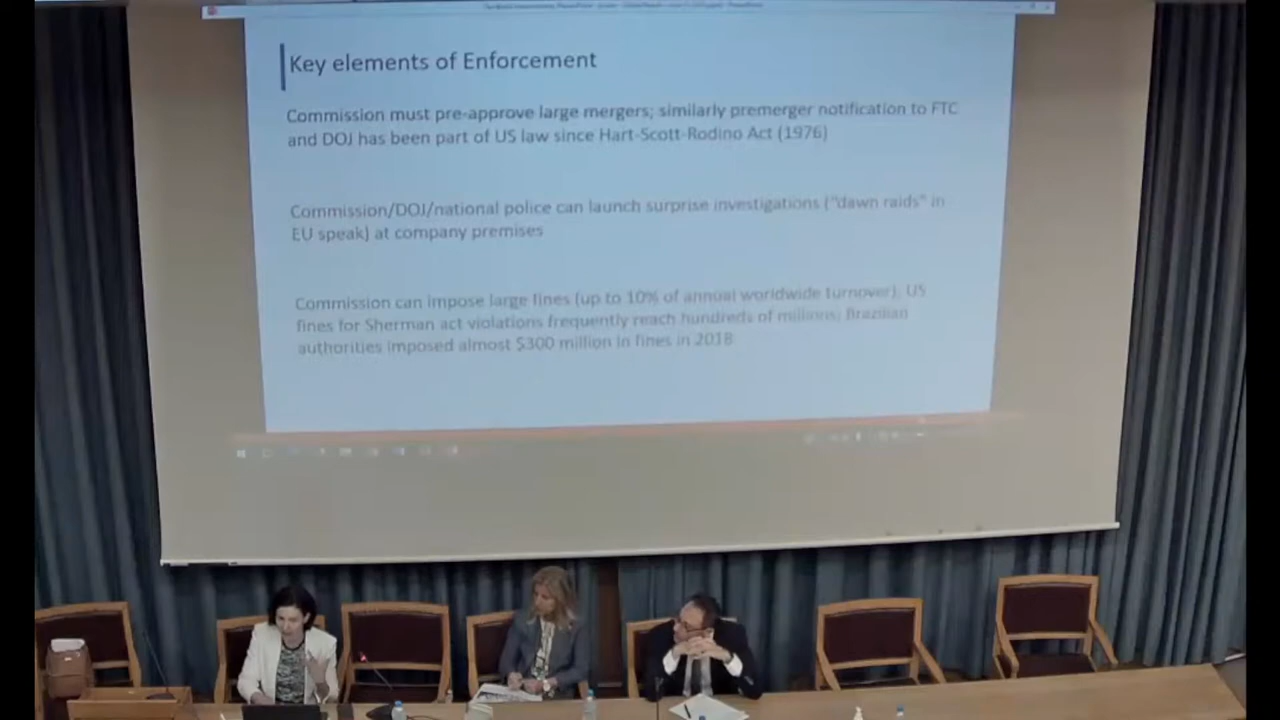 Key elements of Enforcement
Commission must pre-approve large mergers; similarly premerger notification to FTC
and DOJ has been part of US law since Hart-Scott-Rodino Act (1976)
Commission/DOJ/national police can launch surprise investigations ("dawn raids" in
EU speak) at company premises
Commission can impose large fines (up to 10% of annual worldwide turnover); US
fines for Sherman act violations frequently reach hundreds of millions; Brazilian
authorities imposed almost $300 million in fines in 2018